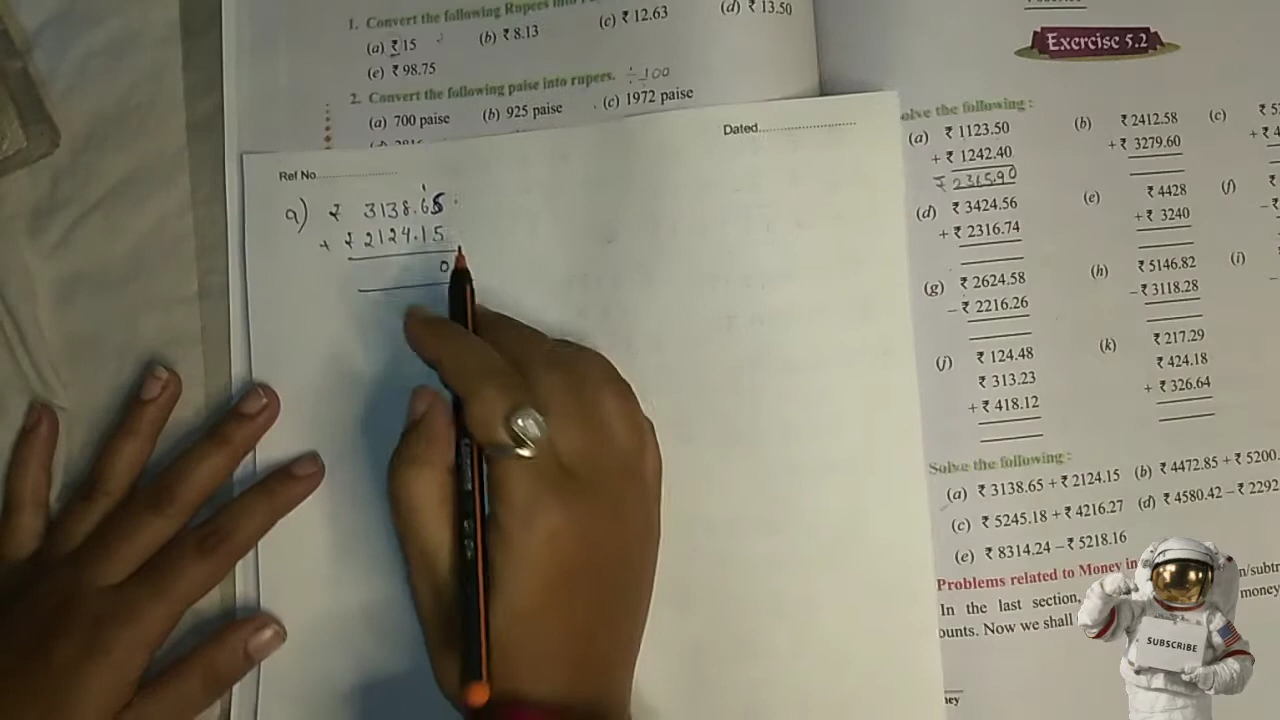 1. Convert the following Rupees into
(a) ₹ 15 (b) ₹ 8.13 (c) ₹ 12.63 (d) ₹ 13.50
(e) ₹ 98.75
2. Convert the following paise into rupees. ÷ 100
(a) 700 paise (b) 925 paise (c) 1972 paise
Ref No.
Dated
a) ₹ 3138.65
+ ₹ 2124.15
0
Exercise 5.2
olve the following :
(a) ₹ 1123.50
+ ₹ 1242.40
₹ 2365.90
(b) ₹ 2412.58
+ ₹ 3279.60
(c)
(d) ₹ 3424.56
+ ₹ 2316.74
(e) ₹ 4428
+ ₹ 3240
(f)
(g) ₹ 2624.58
– ₹ 2216.26
(h) ₹ 5146.82
– ₹ 3118.28
(i)
(j) ₹ 124.48
₹ 313.23
+ ₹ 418.12
(k) ₹ 217.29
₹ 424.18
+ ₹ 326.64
Solve the following :
(a) ₹ 3138.65 + ₹ 2124.15 (b) ₹ 4472.85 + ₹ 5200.
(c) ₹ 5245.18 + ₹ 4216.27 (d) ₹ 4580.42 – ₹ 2292
(e) ₹ 8314.24 – ₹ 5218.16
Problems related to Money in
In the last section,
money
ounts. Now we shall
SUBSCRIBE